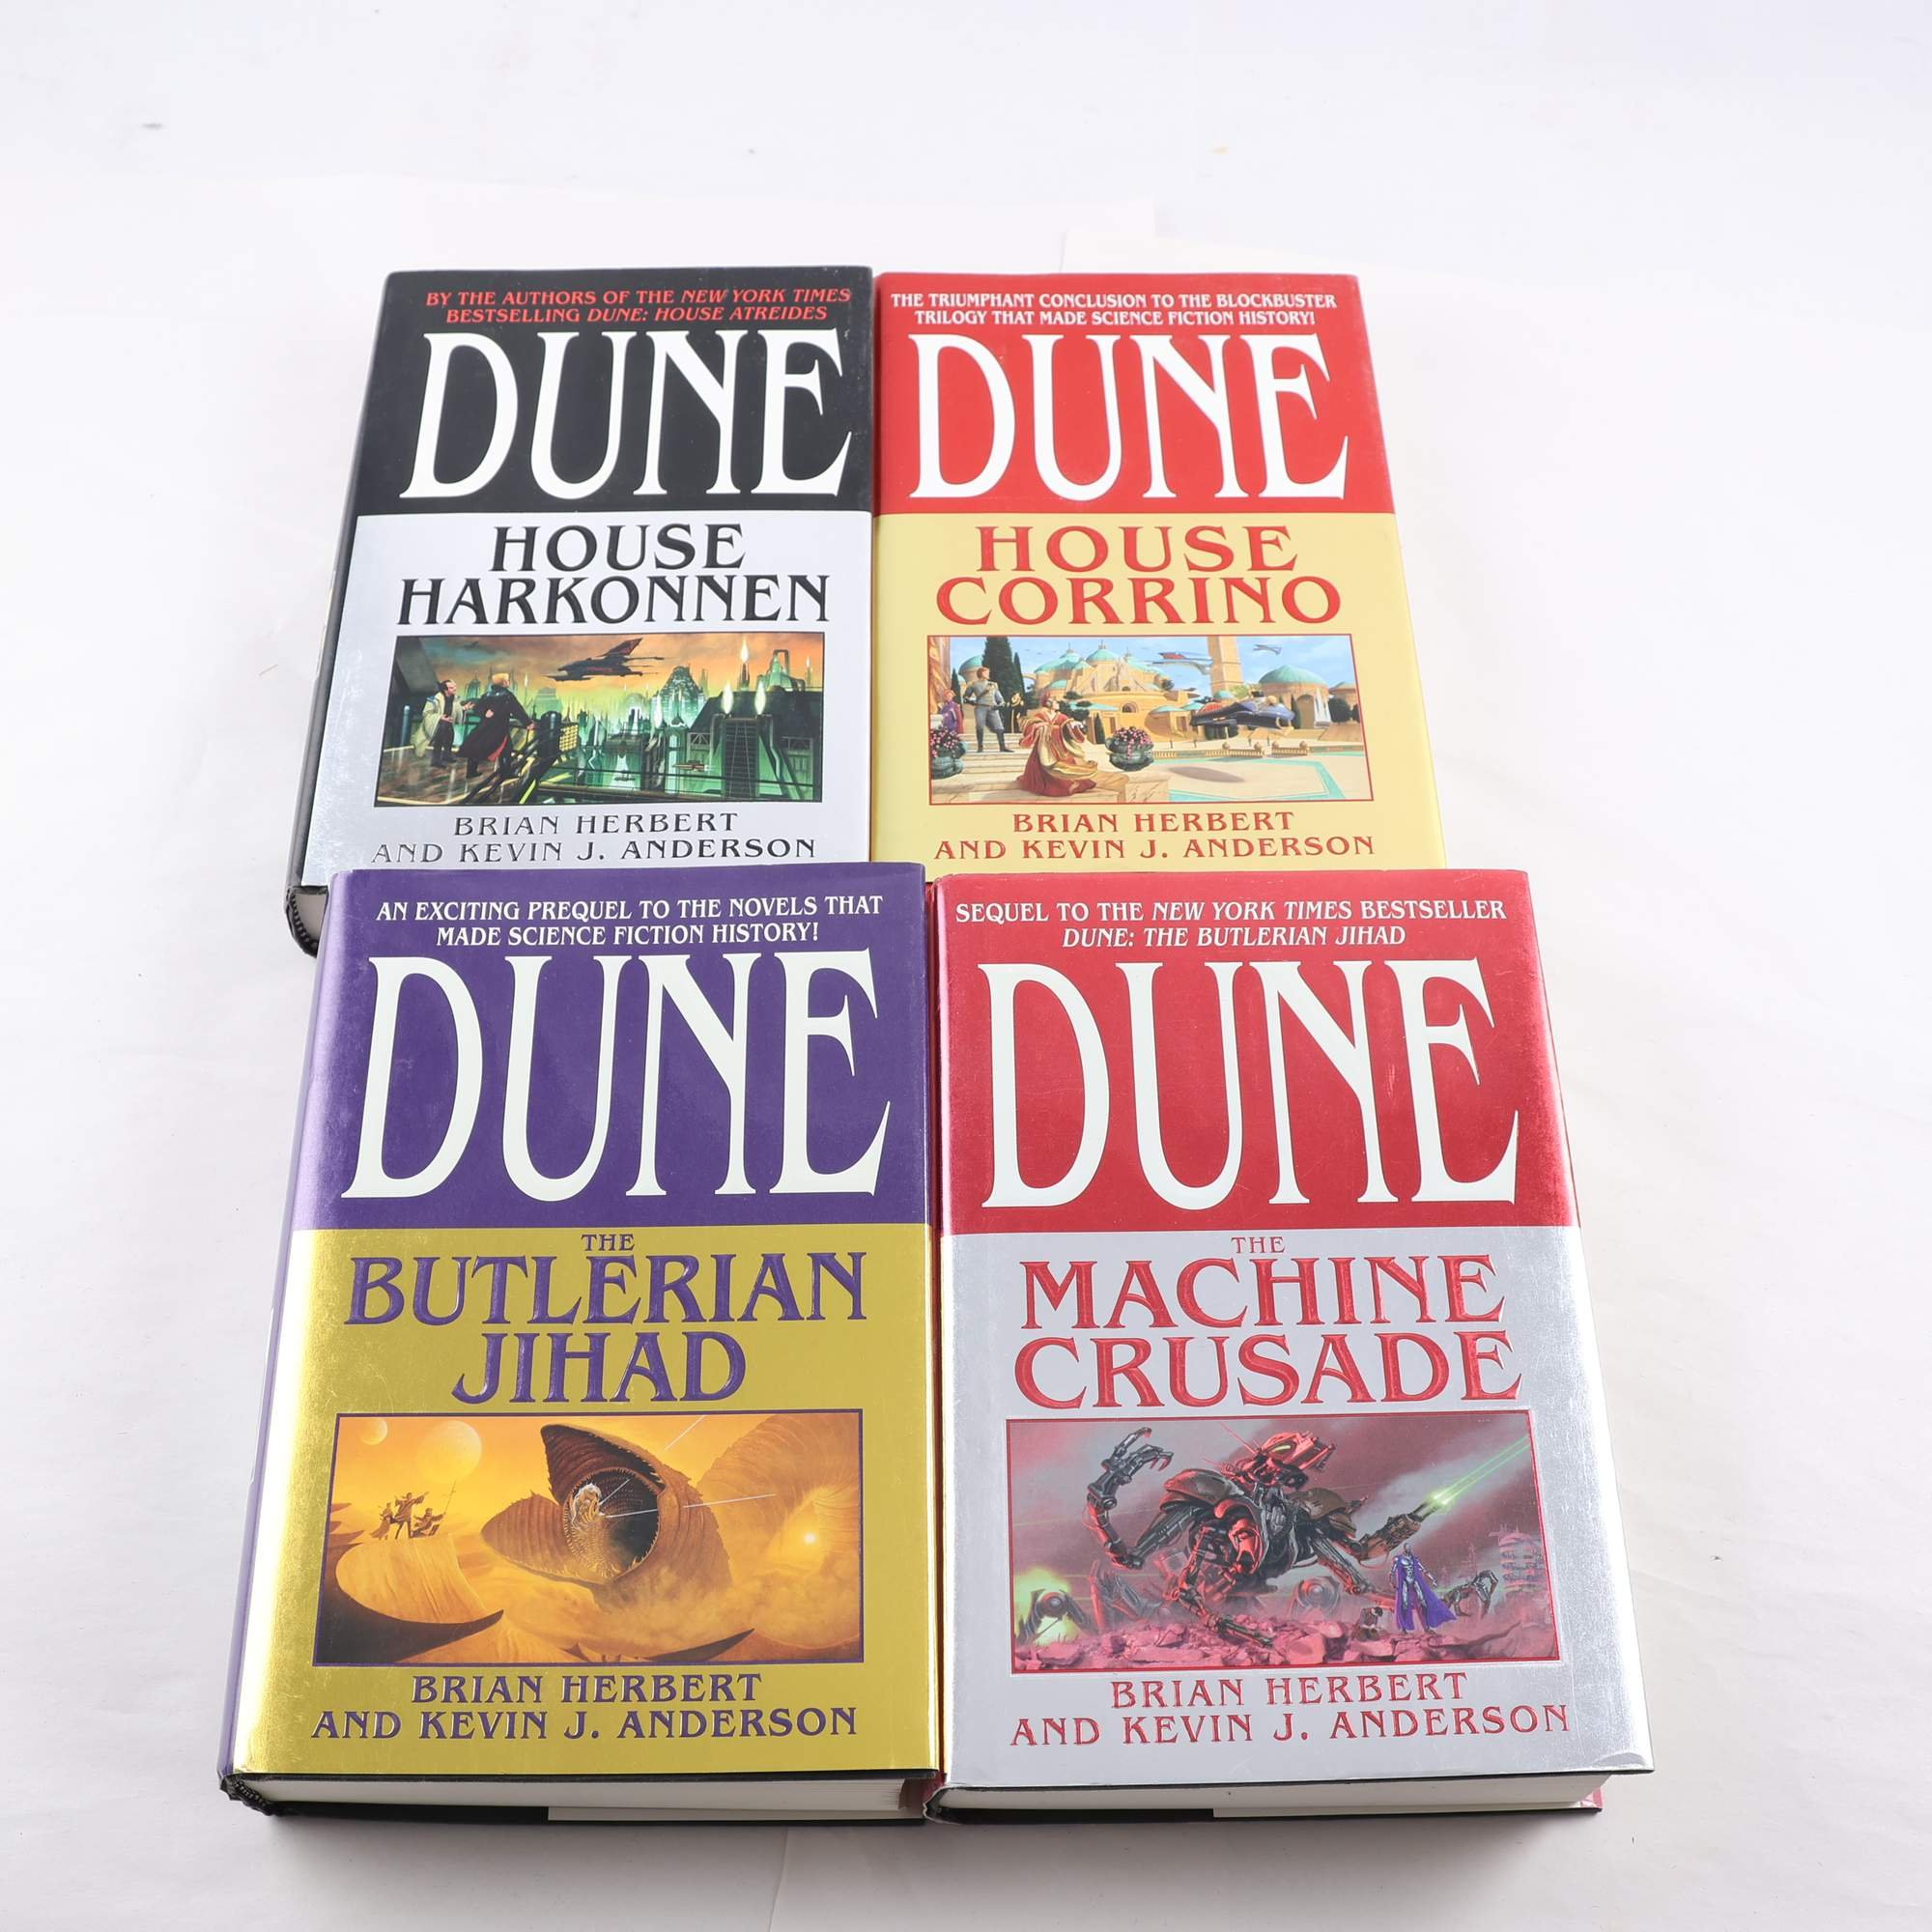 BY THE AUTHORS OF THE NEW YORK TIMES
BESTSELLING DUNE: HOUSE ATREIDES
DUNE
HOUSE
HARKONNEN
BRIAN HERBERT
AND KEVIN J. ANDERSON
THE TRIUMPHANT CONCLUSION TO THE BLOCKBUSTER
TRILOGY THAT MADE SCIENCE FICTION HISTORY!
DUNE
HOUSE
CORRINO
BRIAN HERBERT
AND KEVIN J. ANDERSON
AN EXCITING PREQUEL TO THE NOVELS THAT
MADE SCIENCE FICTION HISTORY!
DUNE
THE
BUTLERIAN
JIHAD
BRIAN HERBERT
AND KEVIN J. ANDERSON
SEQUEL TO THE NEW YORK TIMES BESTSELLER
DUNE: THE BUTLERIAN JIHAD
DUNE
THE
MACHINE
CRUSADE
BRIAN HERBERT
AND KEVIN J. ANDERSON